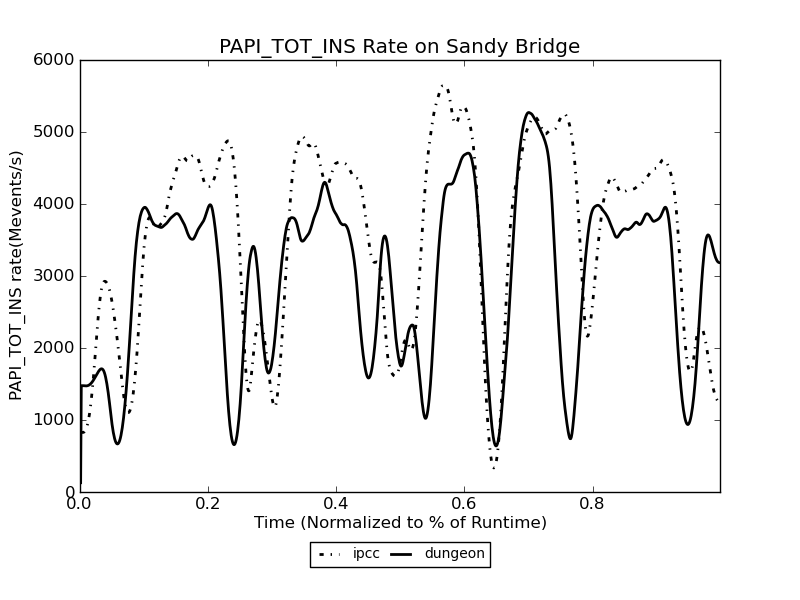 PAPI_TOT_INS Rate on Sandy Bridge
6000
5000
4000
3000
2000
1000
0
PAPI_TOT_INS rate(Mevents/s)
0.0 0.2 0.4 0.6 0.8
Time (Normalized to % of Runtime)
ipcc dungeon